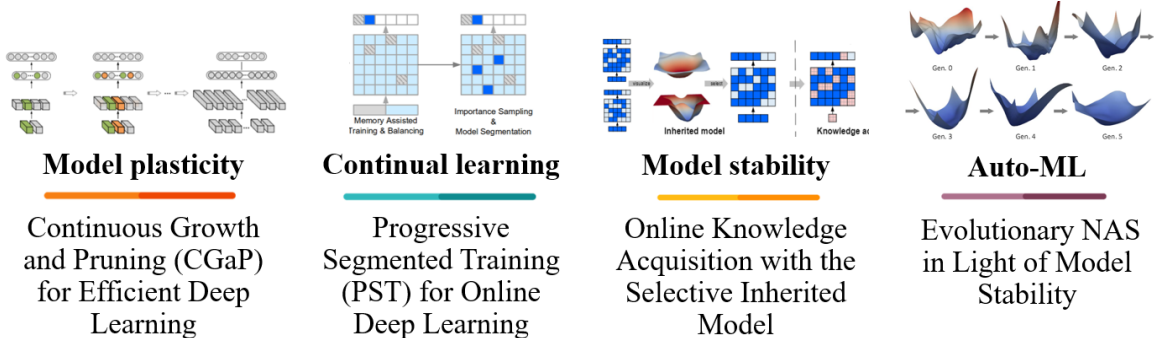 Gen. 0
Gen. 1
Gen. 2
Gen. 3
Gen. 4
Gen. 5
Memory Assisted
Training & Balancing
Importance Sampling
&
Model Segmentation
Inherited model
Knowledge ac
Model plasticity
Continuous Growth
and Pruning (CGaP)
for Efficient Deep
Learning
Continual learning
Progressive
Segmented Training
(PST) for Online
Deep Learning
Model stability
Online Knowledge
Acquisition with the
Selective Inherited
Model
Auto-ML
Evolutionary NAS
in Light of Model
Stability